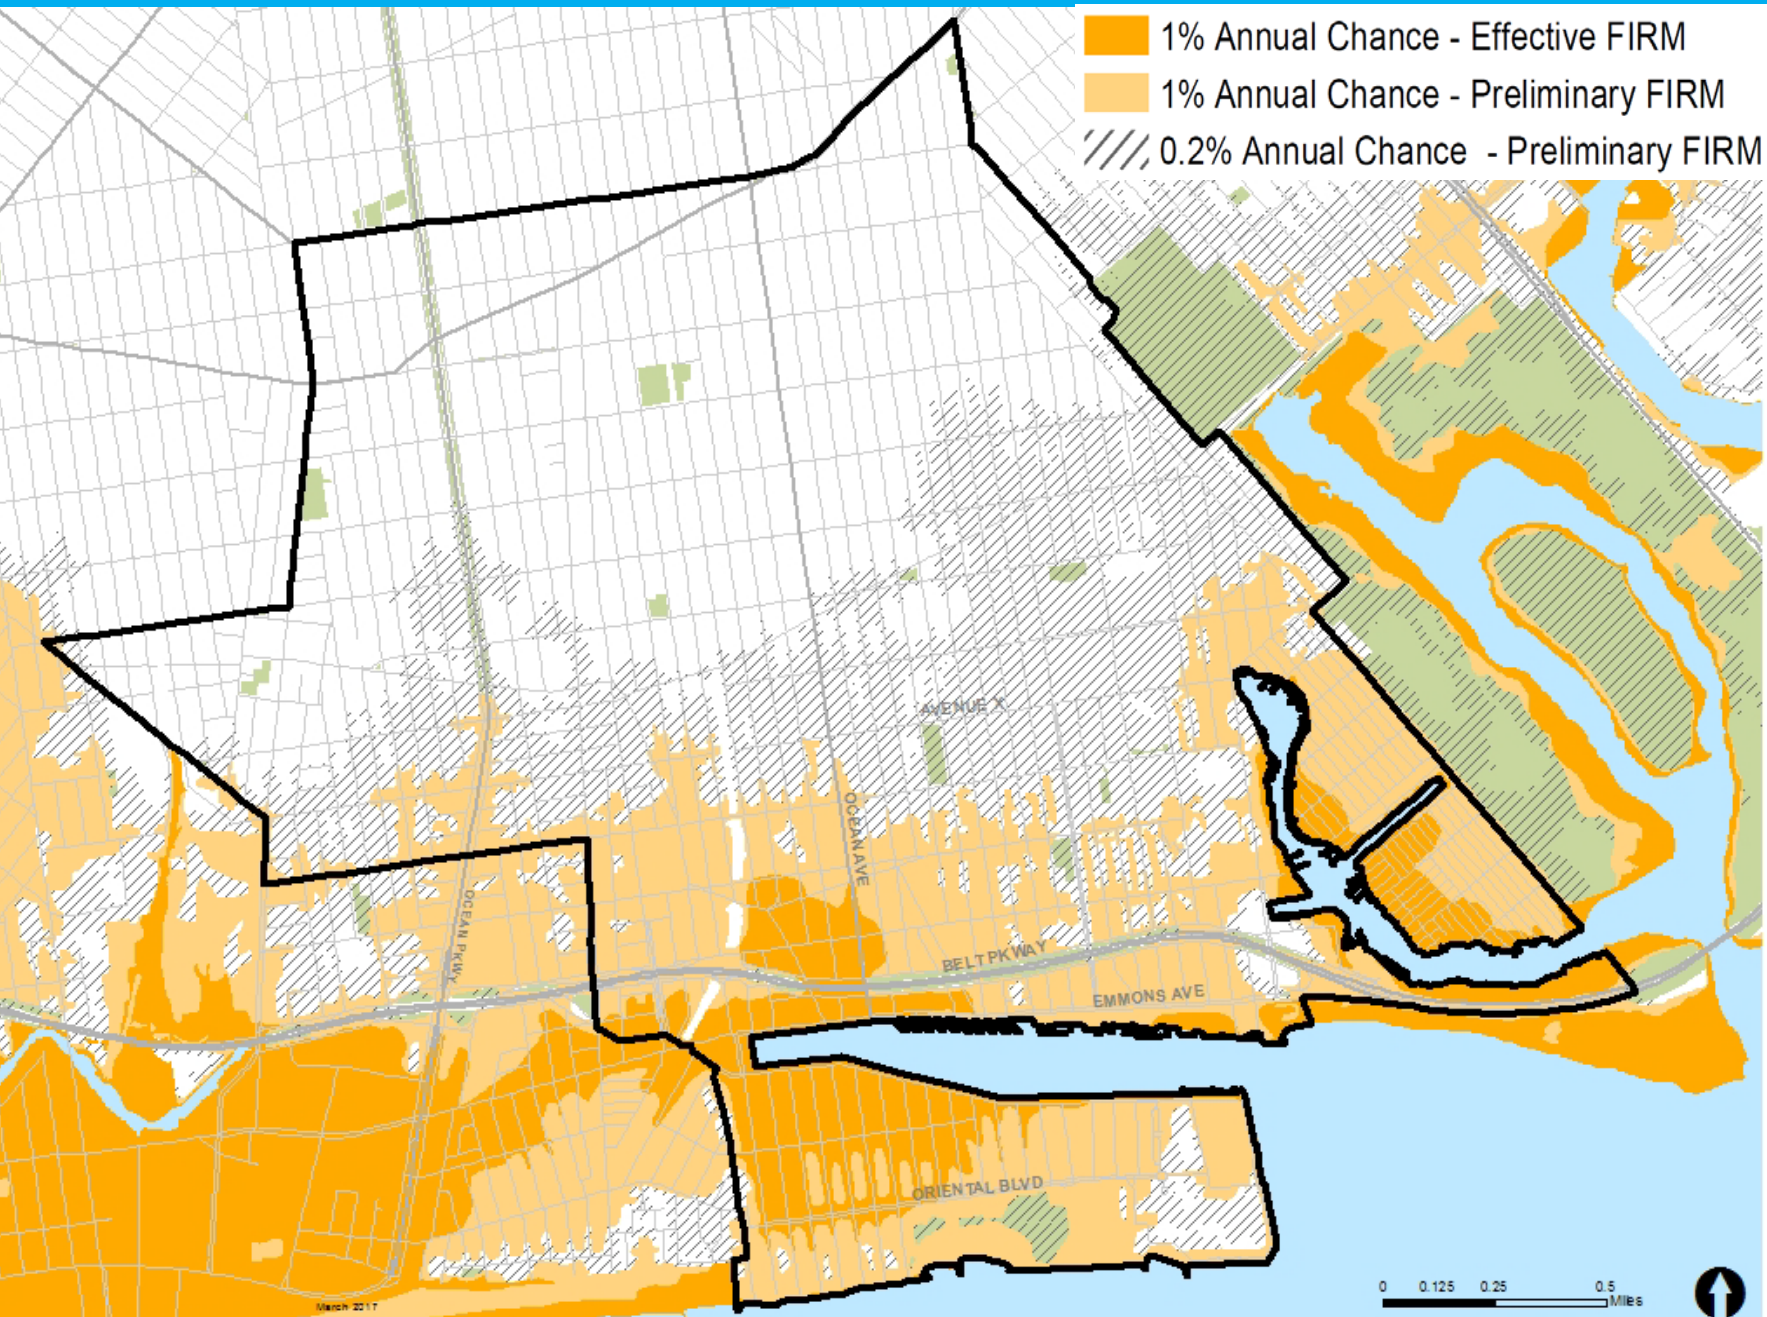 1% Annual Chance - Effective FIRM
1% Annual Chance - Preliminary FIRM
0.2% Annual Chance - Preliminary FIRM
AVENUE X
OCEAN AVE
OCEAN PKWY
BELT PKWAY
EMMONS AVE
ORIENTAL BLVD
0 0.125 0.25 0.5
Miles
March 2017